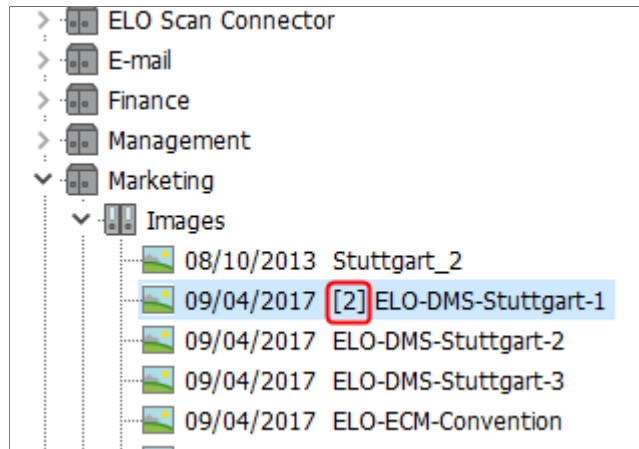 ELO Scan Connector
E-mail
Finance
Management
Marketing
Images
08/10/2013 Stuttgart_2
09/04/2017 [2] ELO-DMS-Stuttgart-1
09/04/2017 ELO-DMS-Stuttgart-2
09/04/2017 ELO-DMS-Stuttgart-3
09/04/2017 ELO-ECM-Convention